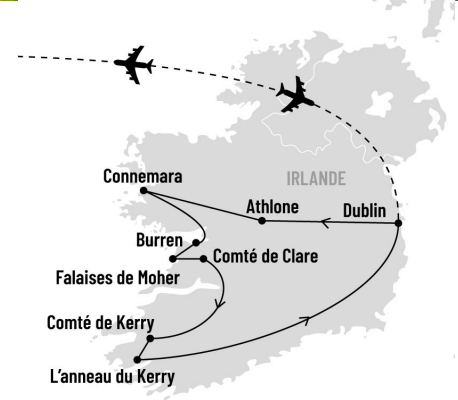 Connemara
IRLANDE
Athlone
Dublin
Burren
Comté de Clare
Falaises de Moher
Comté de Kerry
L'anneau du Kerry